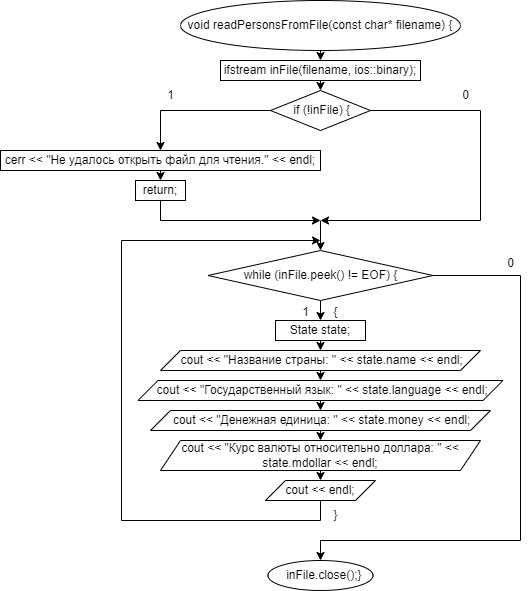 void readPersonsFromFile(const char* filename) {
ifstream inFile(filename, ios::binary);
if (!inFile) {
1
0
cerr << "Не удалось открыть файл для чтения." << endl;
return;
while (inFile.peek() != EOF) {
0
1
{
State state;
cout << "Название страны: " << state.name << endl;
cout << "Государственный язык: " << state.language << endl;
cout << "Денежная единица: " << state.money << endl;
cout << "Курс валюты относительно доллара: " <<
state.mdollar << endl;
cout << endl;
}
inFile.close();}